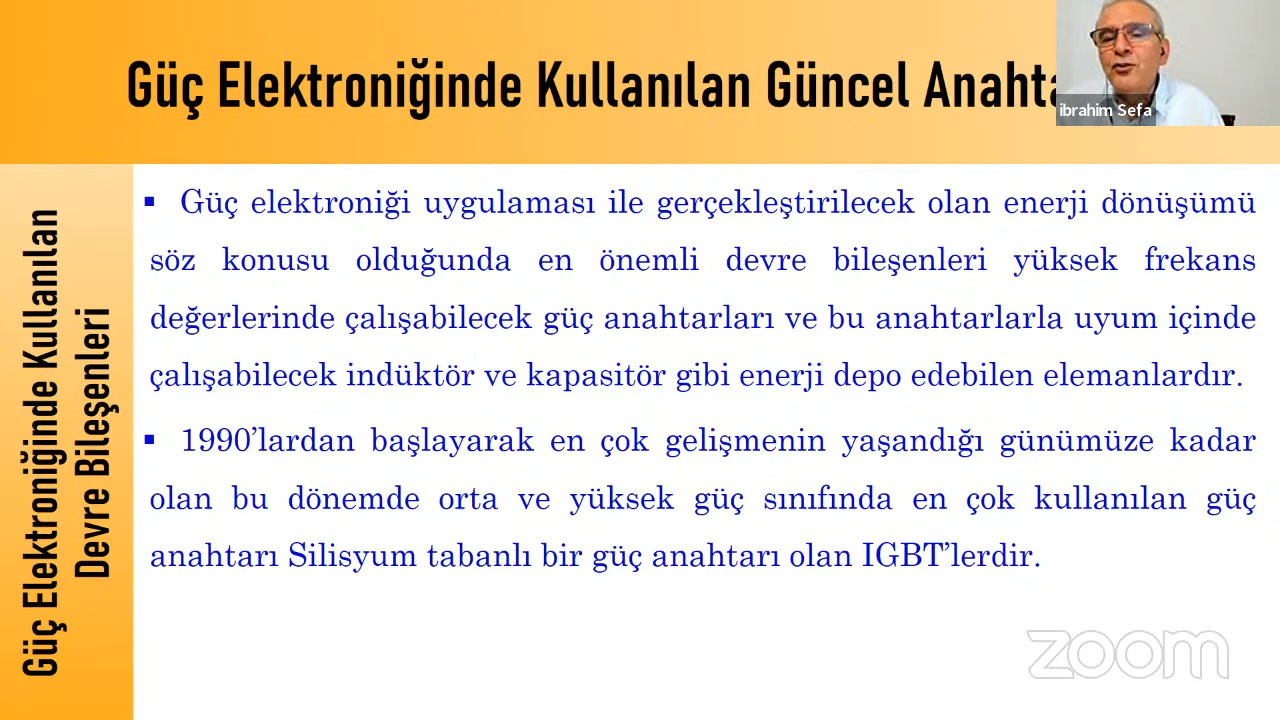 Güç Elektroniğinde Kullanılan Güncel
ibrahim Sefa
Güç Elektroniğinde Kullanılan
Devre Bileşenleri
▪ Güç elektroniği uygulaması ile gerçekleştirilecek olan enerji dönüşümü
söz konusu olduğunda en önemli devre bileşenleri yüksek frekans
değerlerinde çalışabilecek güç anahtarları ve bu anahtarlarla uyum içinde
çalışabilecek indüktör ve kapasitör gibi enerji depo edebilen elemanlardır.
▪ 1990’lardan başlayarak en çok gelişmenin yaşandığı günümüze kadar
olan bu dönemde orta ve yüksek güç sınıfında en çok kullanılan güç
anahtarı Silisyum tabanlı bir güç anahtarı olan IGBT’lerdir.
zoom